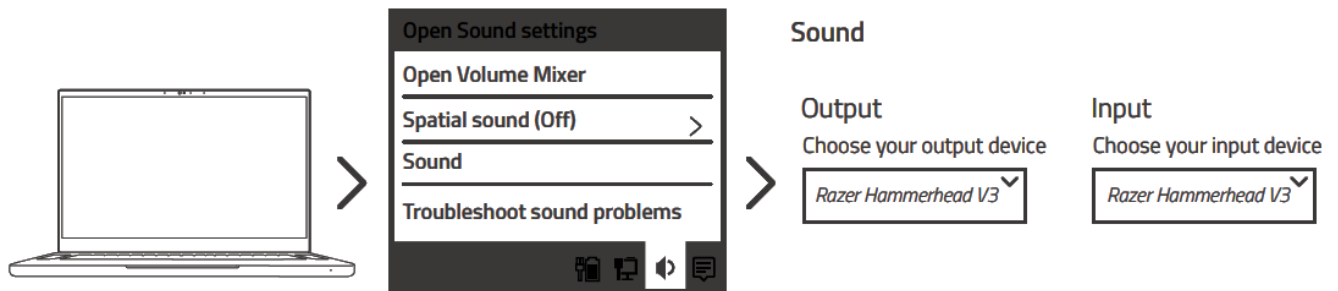 Open Sound settings
Open Volume Mixer
Spatial sound (Off)
Sound
Troubleshoot sound problems
Sound
Output
Choose your output device
Razer Hammerhead V3
Input
Choose your input device
Razer Hammerhead V3